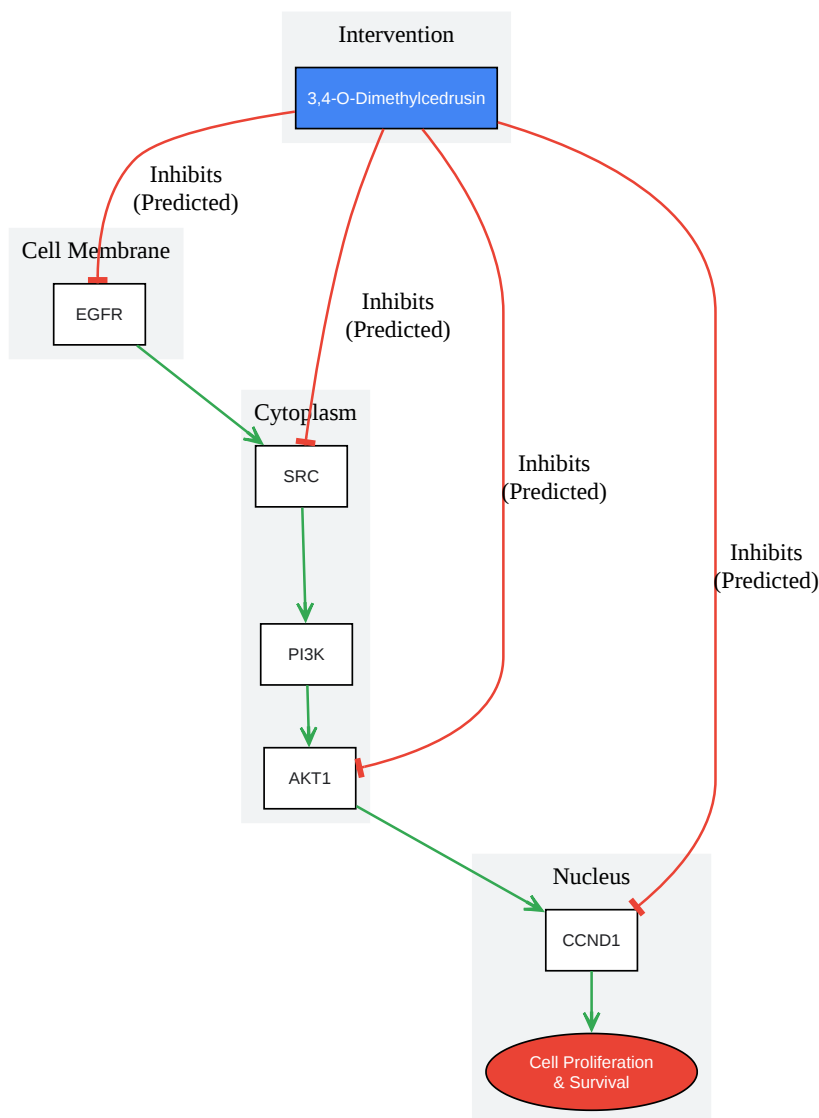 Intervention
3,4-O-Dimethylcedrusin
Inhibits
(Predicted)
Cell Membrane
EGFR
Inhibits
(Predicted)
Cytoplasm
SRC
Inhibits
(Predicted)
Inhibits
(Predicted)
PI3K
AKT1
Nucleus
CCND1
Cell Proliferation
& Survival